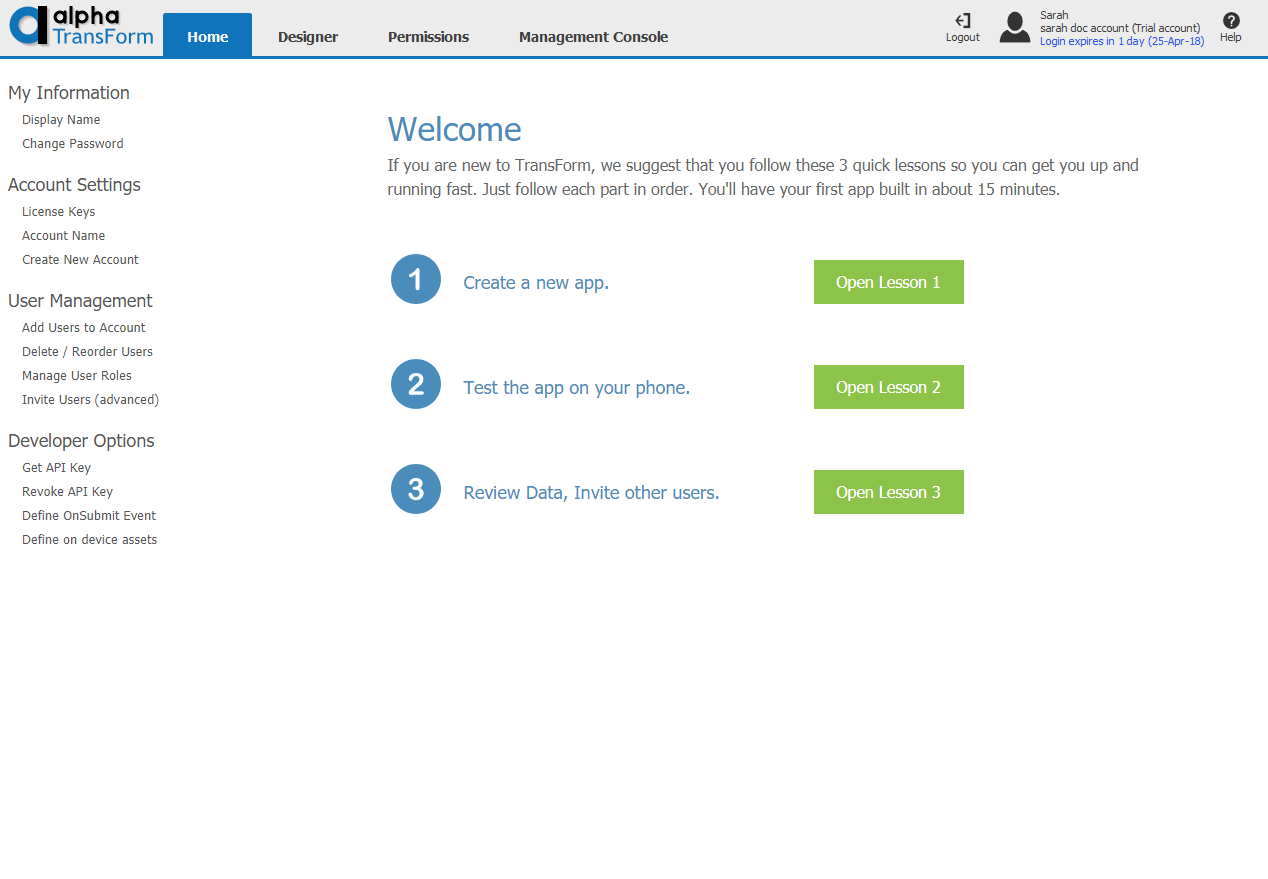 alpha
TransForm
Home
Designer
Permissions
Management Console
Logout
Sarah
sarah doc account (Trial account)
Login expires in 1 day (25-Apr-18)
?
Help
My Information
Display Name
Change Password
Account Settings
License Keys
Account Name
Create New Account
User Management
Add Users to Account
Delete / Reorder Users
Manage User Roles
Invite Users (advanced)
Developer Options
Get API Key
Revoke API Key
Define OnSubmit Event
Define on device assets
Welcome
If you are new to TransForm, we suggest that you follow these 3 quick lessons so you can get you up and
running fast. Just follow each part in order. You'll have your first app built in about 15 minutes.
1 Create a new app. Open Lesson 1
2 Test the app on your phone. Open Lesson 2
3 Review Data, Invite other users. Open Lesson 3